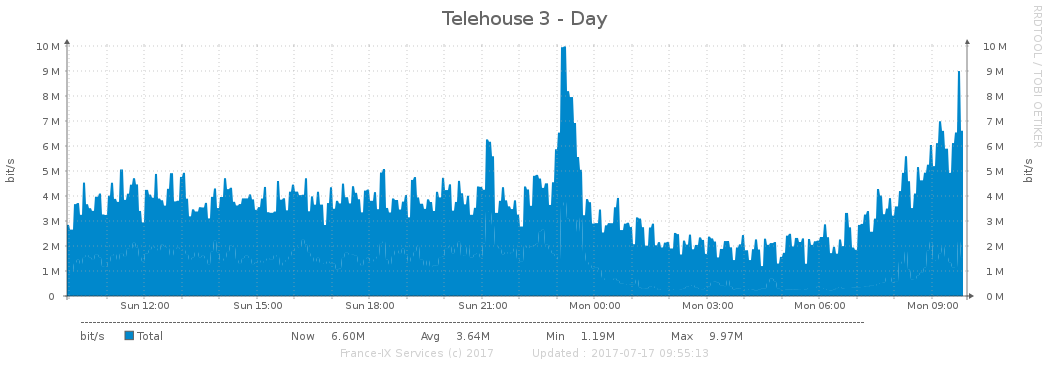 Telehouse 3 - Day
RRDTOOL / TOBI OETIKER
bit/s
10 M 10 M
9 M 9 M
8 M 8 M
7 M 7 M
6 M 6 M
5 M 5 M
4 M 4 M
3 M 3 M
2 M 2 M
1 M 1 M
0 0 M
bit/s
Sun 12:00 Sun 15:00 Sun 18:00 Sun 21:00 Mon 00:00 Mon 03:00 Mon 06:00 Mon 09:00
bit/s Total Now 6.60M Avg 3.64M Min 1.19M Max 9.97M
France-IX Services (c) 2017 Updated : 2017-07-17 09:55:13